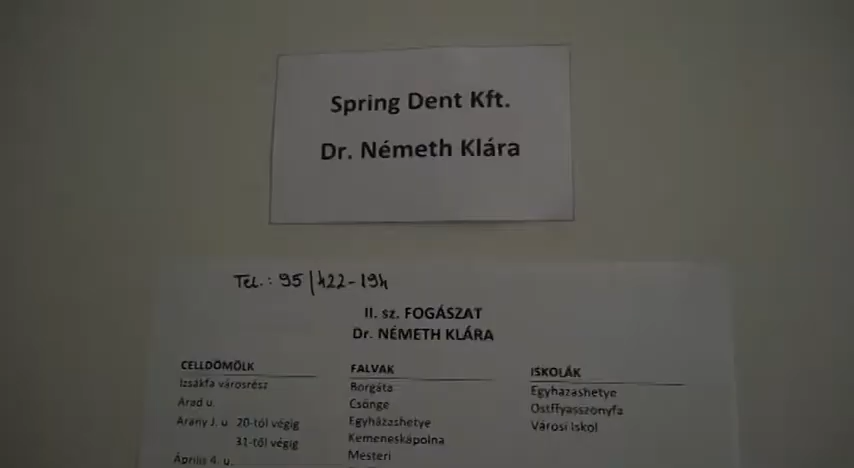 Spring Dent Kft.
Dr. Németh Klára
Tel.: 95/422-194
II. sz. FOGÁSZAT
Dr. NÉMETH KLÁRA
CELLDÖMÖLK
Izsákfa városrész
Arad u.
Arany J. u. 20-tól végig
31-től végig
Április 4. u.
FALVAK
Borgáta
Csönge
Egyházashetye
Kemeneskápolna
Mesteri
ISKOLÁK
Egyházashetye
Ostffyasszonyfa
Városi Iskol